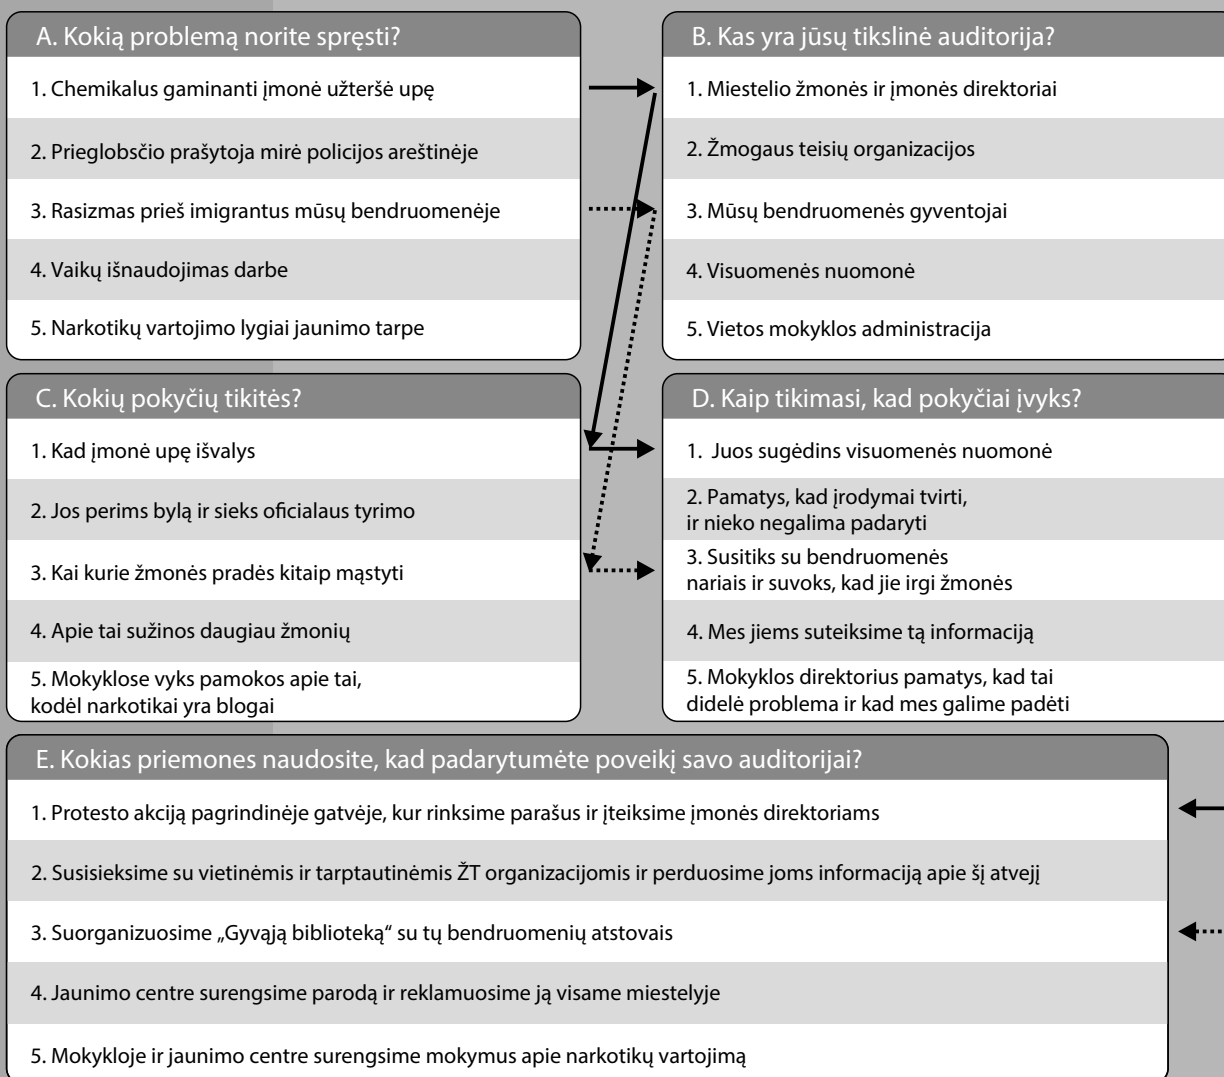 A. Kokią problemą norite spręsti?
1. Chemikalus gaminanti įmonė užteršė upę
2. Prieglobsčio prašytoja mirė policijos areštinėje
3. Rasizmas prieš imigrantus mūsų bendruomenėje
4. Vaikų išnaudojimas darbe
5. Narkotikų vartojimo lygiai jaunimo tarpe
B. Kas yra jūsų tikslinė auditorija?
1. Miestelio žmonės ir įmonės direktoriai
2. Žmogaus teisių organizacijos
3. Mūsų bendruomenės gyventojai
4. Visuomenės nuomonė
5. Vietos mokyklos administracija
C. Kokių pokyčių tikitės?
1. Kad įmonė upę išvalys
2. Jos perims bylą ir sieks oficialaus tyrimo
3. Kai kurie žmonės pradės kitaip mąstyti
4. Apie tai sužinos daugiau žmonių
5. Mokyklose vyks pamokos apie tai,
kodėl narkotikai yra blogai
D. Kaip tikimasi, kad pokyčiai įvyks?
1. Juos sugėdins visuomenės nuomonė
2. Pamatys, kad įrodymai tvirti,
ir nieko negalima padaryti
3. Susitiks su bendruomenės
nariais ir suvoks, kad jie irgi žmonės
4. Mes jiems suteiksime tą informaciją
5. Mokyklos direktorius pamatys, kad tai
didelė problema ir kad mes galime padėti
E. Kokias priemones naudosite, kad padarytumėte poveikį savo auditorijai?
1. Protesto akciją pagrindinėje gatvėje, kur rinksime parašus ir įteiksime įmonės direktoriams
2. Susisieksime su vietinėmis ir tarptautinėmis ŽT organizacijomis ir perduosime joms informaciją apie šį atvejį
3. Suorganizuosime „Gyvąją biblioteką“ su tų bendruomenių atstovais
4. Jaunimo centre surengsime parodą ir reklamuosime ją visame miestelyje
5. Mokykloje ir jaunimo centre surengsime mokymus apie narkotikų vartojimą